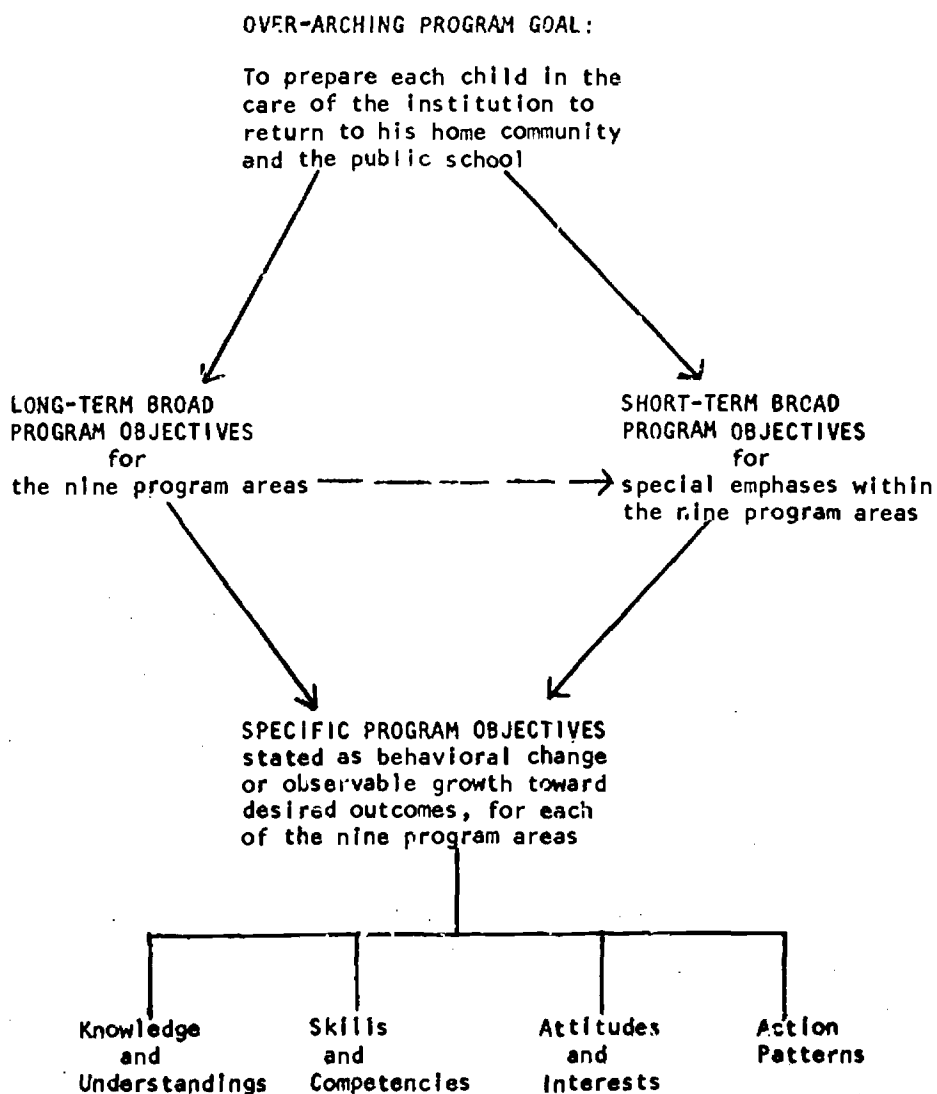 OVER-ARCHING PROGRAM GOAL:
To prepare each child in the
care of the institution to
return to his home community
and the public school
LONG-TERM BROAD
PROGRAM OBJECTIVES
for
the nine program areas
SHORT-TERM BROAD
PROGRAM OBJECTIVES
for
special emphases within
the nine program areas
SPECIFIC PROGRAM OBJECTIVES
stated as behavioral change
or observable growth toward
desired outcomes, for each
of the nine program areas
Knowledge
and
Understandings
Skills
and
Competencies
Attitudes
and
Interests
Action
Patterns